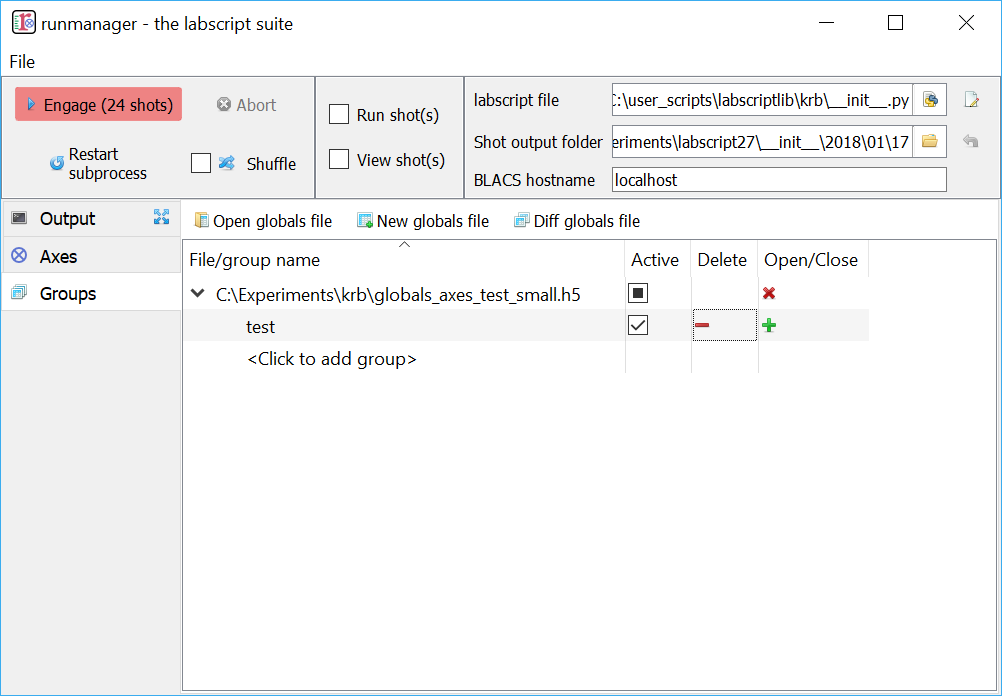 runmanager - the labscript suite
File
Engage (24 shots)
Abort
Restart subprocess
Shuffle
Run shot(s)
View shot(s)
labscript file
:\user_scripts\labscriptlib\krb\__init__.py
Shot output folder
eriments\labscript27\__init__\2018\01\17
BLACS hostname
localhost
Output
Axes
Groups
Open globals file
New globals file
Diff globals file
File/group name
Active
Delete
Open/Close
C:\Experiments\krb\globals_axes_test_small.h5
test
<Click to add group>